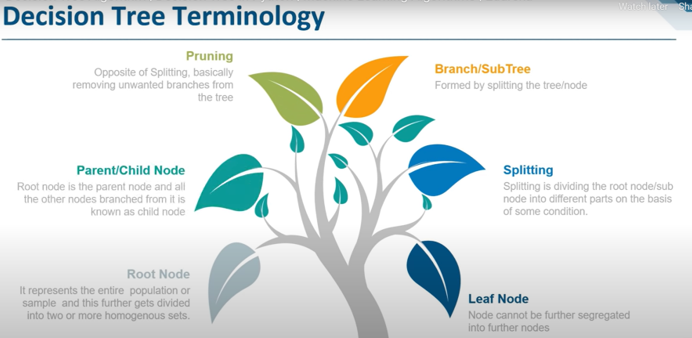 Decision Tree Terminology
Watch later
Sha
Pruning
Opposite of Splitting, basically
removing unwanted branches from
the tree
Branch/SubTree
Formed by splitting the tree/node
Parent/Child Node
Root node is the parent node and all
the other nodes branched from it is
known as child node
Splitting
Splitting is dividing the root node/sub
node into different parts on the basis
of some condition.
Root Node
It represents the entire population or
sample and this further gets divided
into two or more homogenous sets.
Leaf Node
Node cannot be further segregated
into further nodes